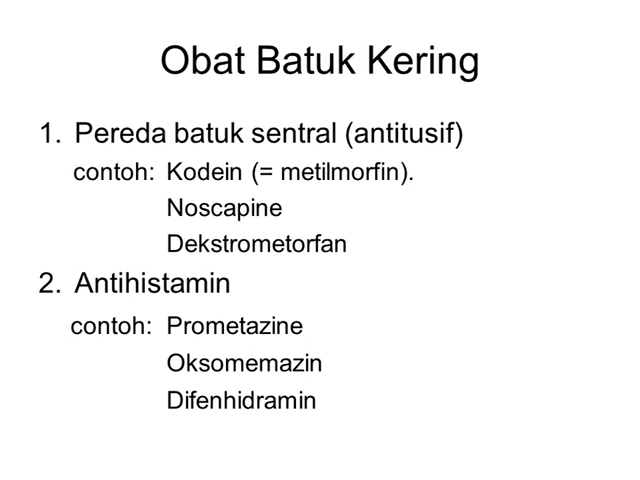 Obat Batuk Kering
1. Pereda batuk sentral (antitusif)
contoh: Kodein (= metilmorfin).
Noscapine
Dekstrometorfan
2. Antihistamin
contoh: Prometazine
Oksomemazin
Difenhidramin